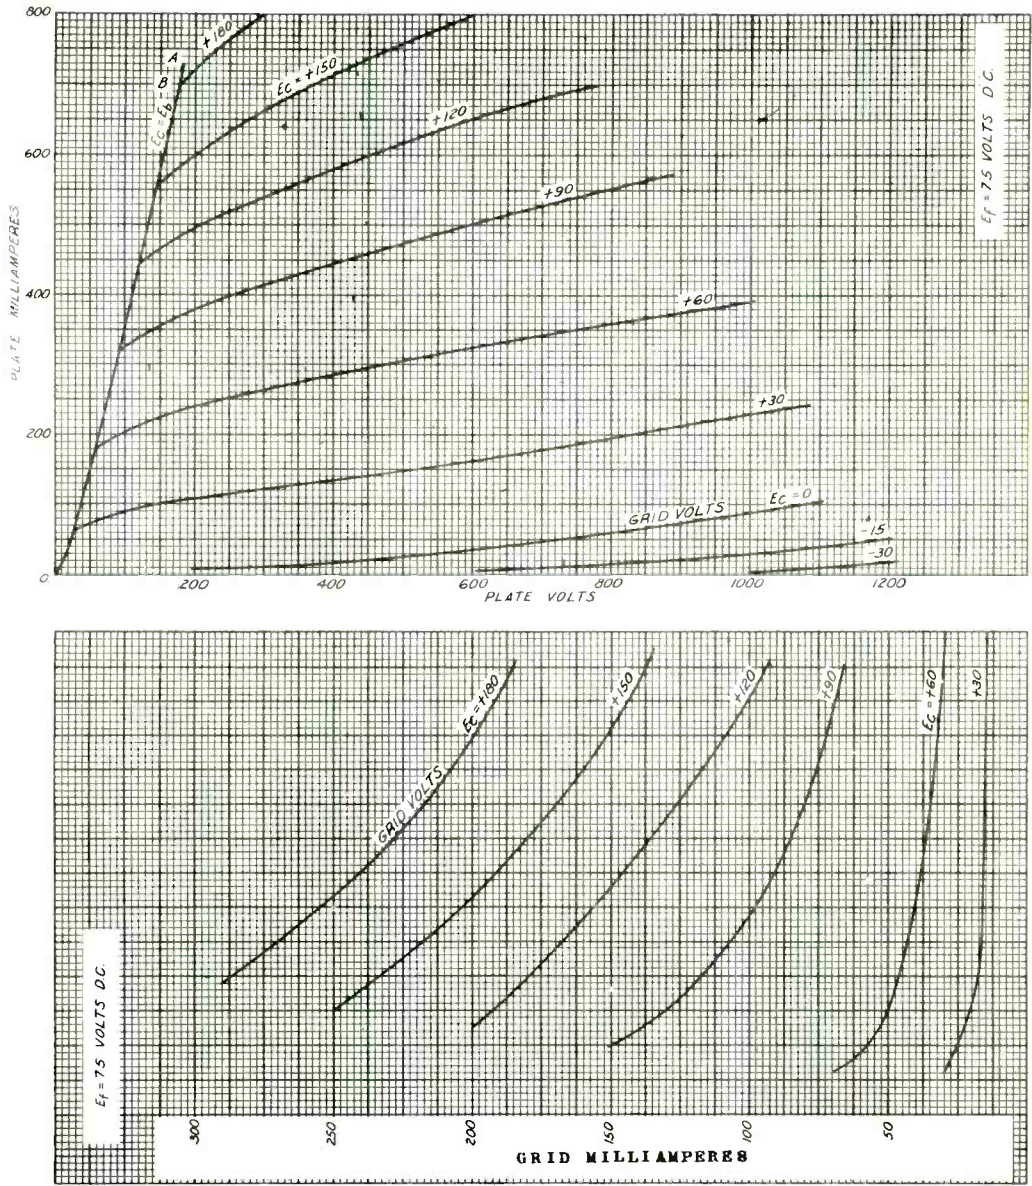 800
600
400
200
0
PLATE MILLIAMPERES
A
B
EC = Eb
+180
EC = +150
+120
+90
+60
+30
EC = 0
GRID VOLTS
-15
-30
Ef = 7.5 VOLTS D.C.
200
400
600
800
1000
1200
PLATE VOLTS
EC = +180
+150
+120
+90
EC = +60
+30
GRID VOLTS
Ef = 7.5 VOLTS D.C.
300
250
200
150
100
50
GRID MILLIAMPERES